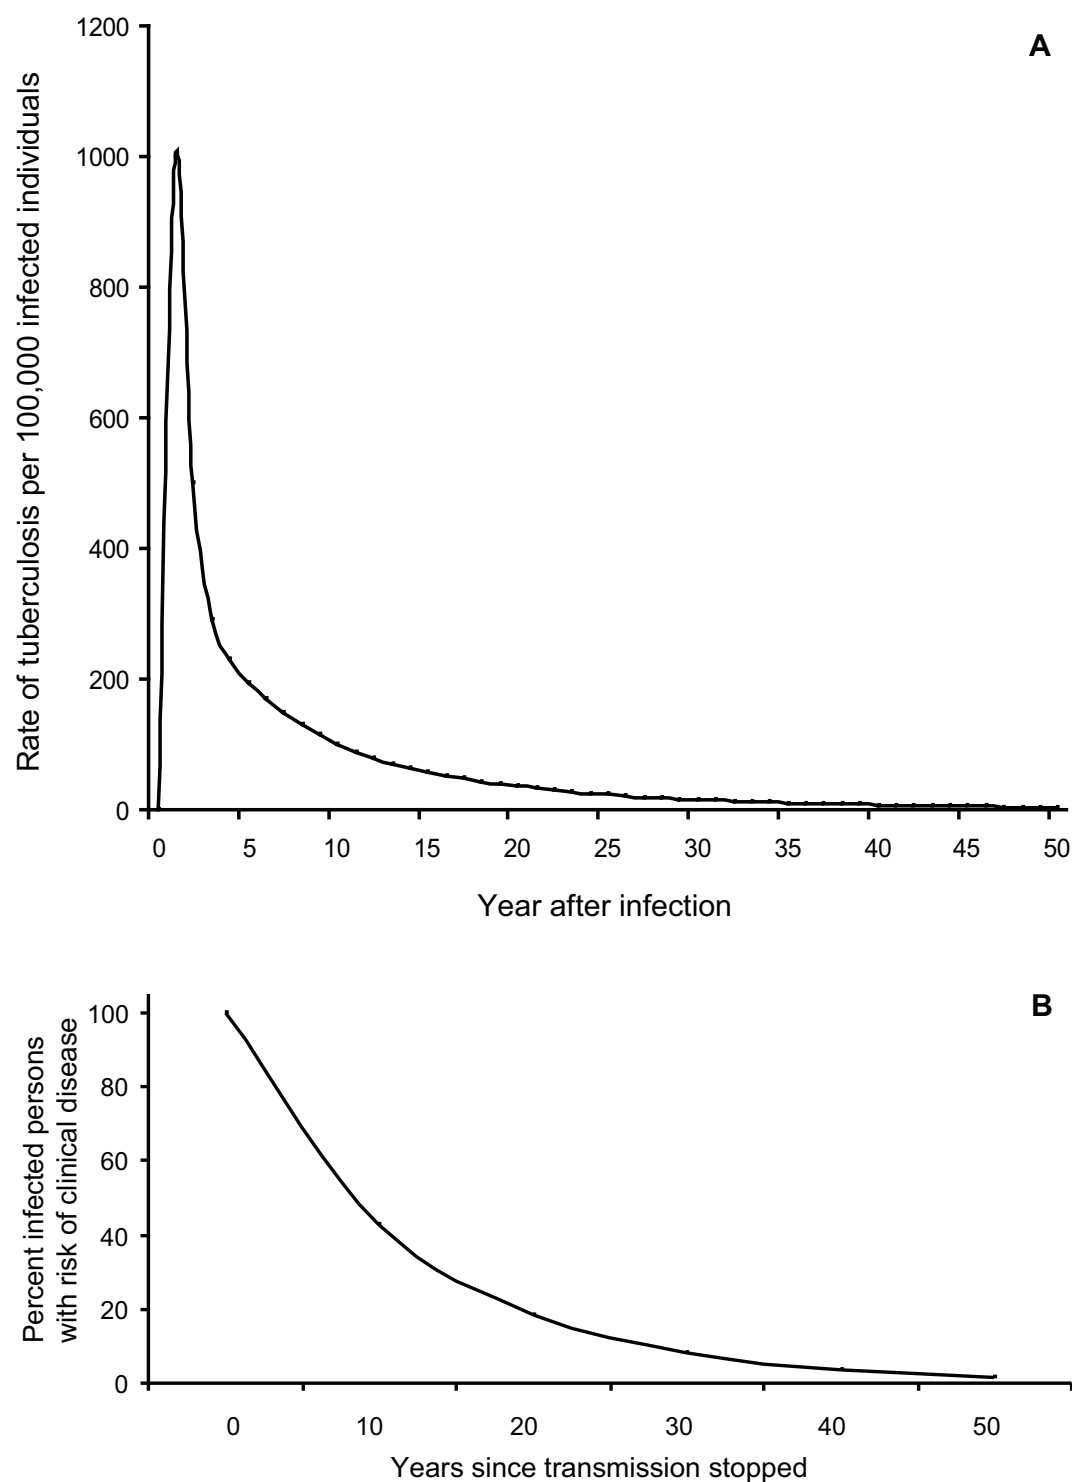 A
Rate of tuberculosis per 100,000 infected individuals
1200
1000
800
600
400
200
0
0 5 10 15 20 25 30 35 40 45 50
Year after infection
B
Percent infected persons
with risk of clinical disease
100
80
60
40
20
0
0 10 20 30 40 50
Years since transmission stopped